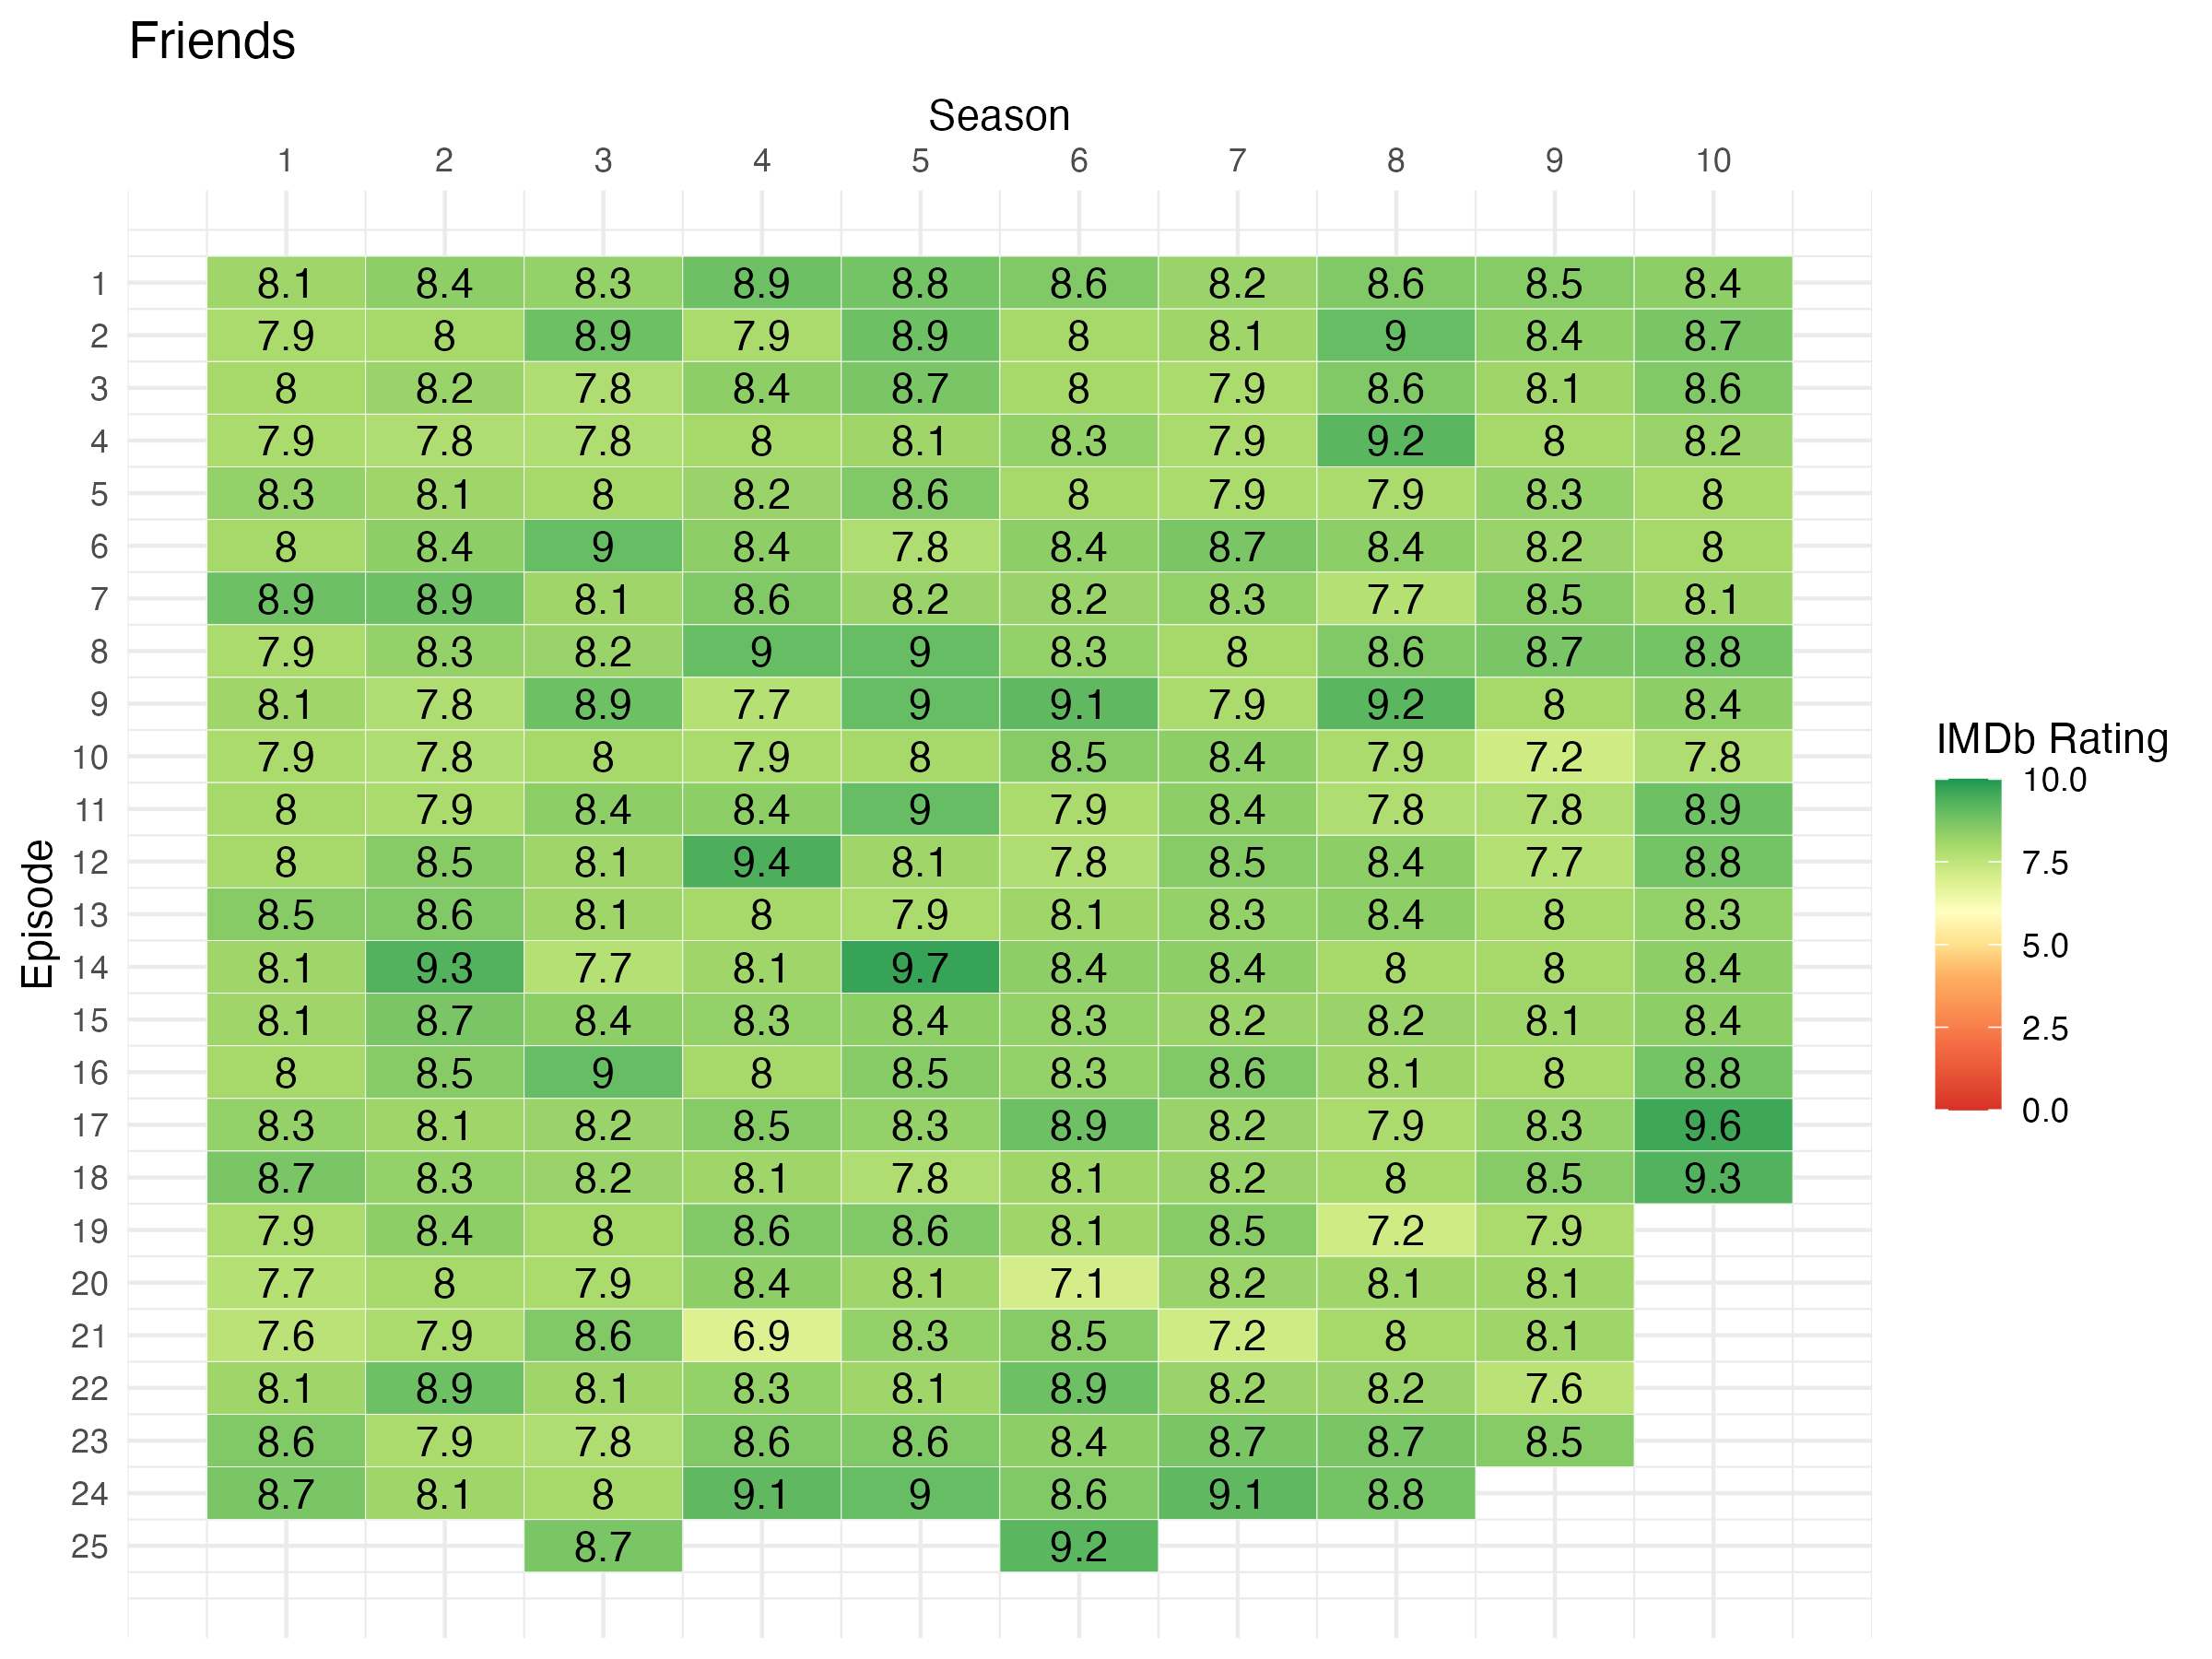 Friends
Season
1 2 3 4 5 6 7 8 9 10
1 8.1 8.4 8.3 8.9 8.8 8.6 8.2 8.6 8.5 8.4
2 7.9 8 8.9 7.9 8.9 8 8.1 9 8.4 8.7
3 8 8.2 7.8 8.4 8.7 8 7.9 8.6 8.1 8.6
4 7.9 7.8 7.8 8 8.1 8.3 7.9 9.2 8 8.2
5 8.3 8.1 8 8.2 8.6 8 7.9 7.9 8.3 8
6 8 8.4 9 8.4 7.8 8.4 8.7 8.4 8.2 8
7 8.9 8.9 8.1 8.6 8.2 8.2 8.3 7.7 8.5 8.1
8 7.9 8.3 8.2 9 9 8.3 8 8.6 8.7 8.8
9 8.1 7.8 8.9 7.7 9 9.1 7.9 9.2 8 8.4
10 7.9 7.8 8 7.9 8 8.5 8.4 7.9 7.2 7.8
11 8 7.9 8.4 8.4 9 7.9 8.4 7.8 7.8 8.9
12 8 8.5 8.1 9.4 8.1 7.8 8.5 8.4 7.7 8.8
13 8.5 8.6 8.1 8 7.9 8.1 8.3 8.4 8 8.3
14 8.1 9.3 7.7 8.1 9.7 8.4 8.4 8 8 8.4
15 8.1 8.7 8.4 8.3 8.4 8.3 8.2 8.2 8.1 8.4
16 8 8.5 9 8 8.5 8.3 8.6 8.1 8 8.8
17 8.3 8.1 8.2 8.5 8.3 8.9 8.2 7.9 8.3 9.6
18 8.7 8.3 8.2 8.1 7.8 8.1 8.2 8 8.5 9.3
19 7.9 8.4 8 8.6 8.6 8.1 8.5 7.2 7.9
20 7.7 8 7.9 8.4 8.1 7.1 8.2 8.1 8.1
21 7.6 7.9 8.6 6.9 8.3 8.5 7.2 8 8.1
22 8.1 8.9 8.1 8.3 8.1 8.9 8.2 8.2 7.6
23 8.6 7.9 7.8 8.6 8.6 8.4 8.7 8.7 8.5
24 8.7 8.1 8 9.1 9 8.6 9.1 8.8
25 8.7 9.2
Episode
IMDb Rating
10.0
7.5
5.0
2.5
0.0